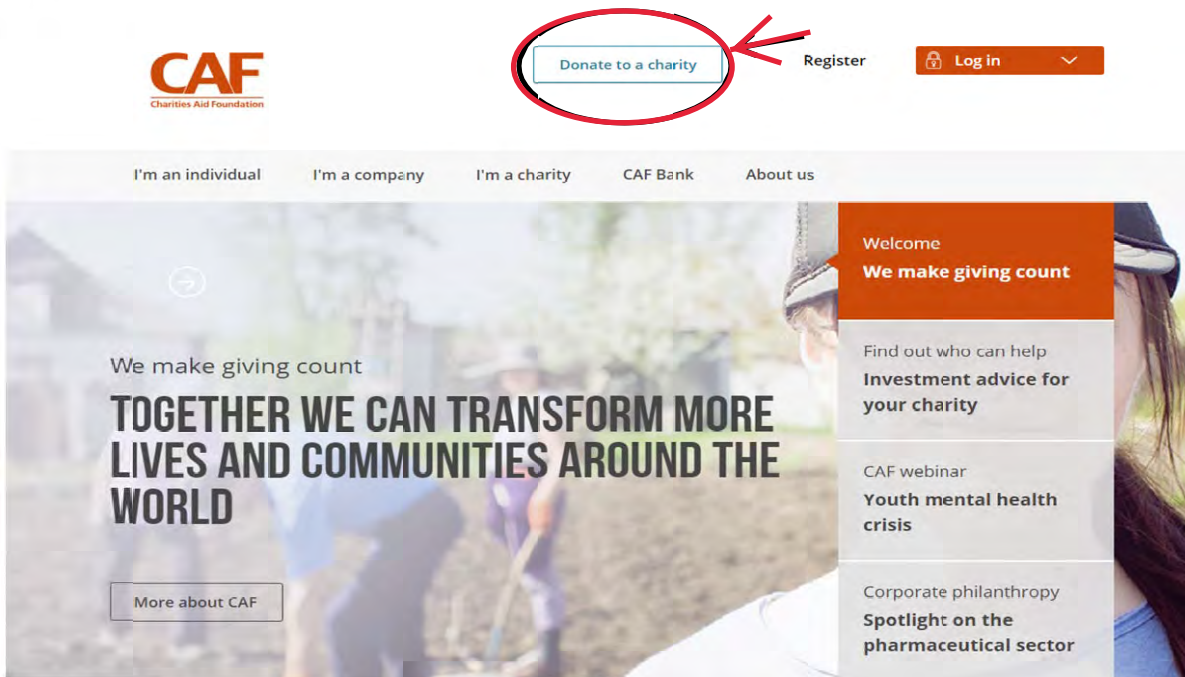 CAF
Charities Aid Foundation
Donate to a charity
Register
Log in
I'm an individual
I'm a company
I'm a charity
CAF Bank
About us
We make giving count
TOGETHER WE CAN TRANSFORM MORE
LIVES AND COMMUNITIES AROUND THE
WORLD
More about CAF
Welcome
We make giving count
Find out who can help
Investment advice for
your charity
CAF webinar
Youth mental health
crisis
Corporate philanthropy
Spotlight on the
pharmaceutical sector